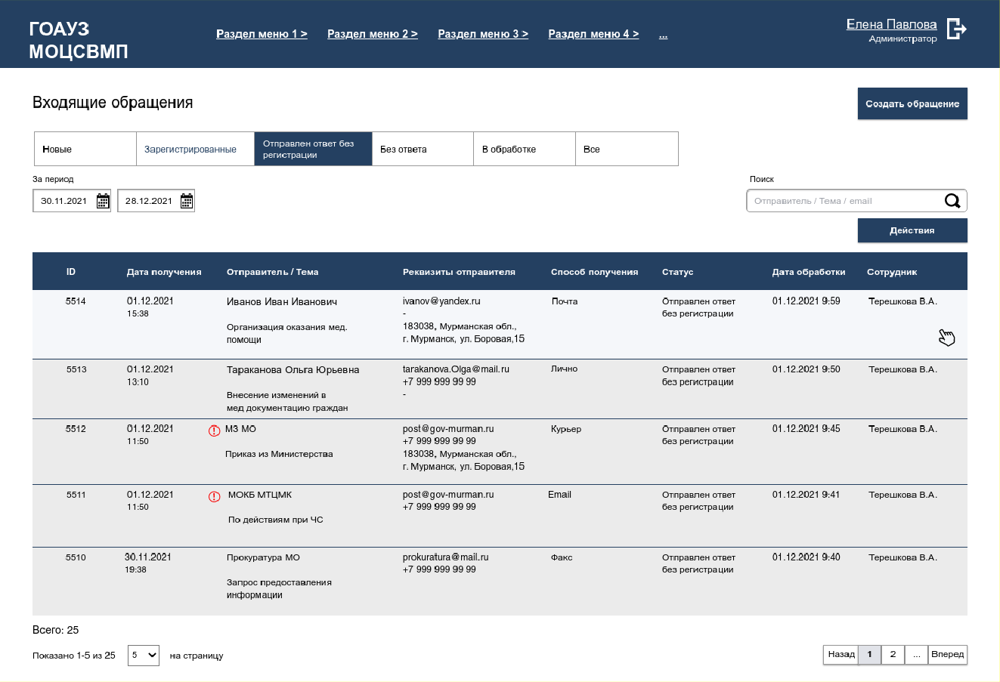 ГОАУЗ
МОЦСВМП
Раздел меню 1 > Раздел меню 2 > Раздел меню 3 > Раздел меню 4 > ...
Елена Павлова
Администратор
Входящие обращения
Создать обращение
Новые Зарегистрированные Отправлен ответ без
регистрации Без ответа В обработке Все
За период
Поиск
30.11.2021 28.12.2021 Отправитель / Тема / email
Действия
ID Дата получения Отправитель / Тема Реквизиты отправителя Способ получения Статус Дата обработки Сотрудник
5514 01.12.2021 Иванов Иван Иванович ivanov@yandex.ru Почта Отправлен ответ 01.12.2021 9:59 Терешкова В.А.
15:38 - без регистрации
Организация оказания мед. 183038, Мурманская обл.,
помощи г. Мурманск, ул. Боровая,15
5513 01.12.2021 Тараканова Ольга Юрьевна tarakanova.Olga@mail.ru Лично Отправлен ответ 01.12.2021 9:50 Терешкова В.А.
13:10 +7 999 999 99 99 без регистрации
Внесение изменений в -
мед документацию граждан
5512 01.12.2021 МЗ МО post@gov-murman.ru Курьер Отправлен ответ 01.12.2021 9:45 Терешкова В.А.
11:50 +7 999 999 99 99 без регистрации
Приказ из Министерства 183038, Мурманская обл.,
г. Мурманск, ул. Боровая,15
5511 01.12.2021 МОКБ МТЦМК post@gov-murman.ru Email Отправлен ответ 01.12.2021 9:41 Терешкова В.А.
11:50 +7 999 999 99 99 без регистрации
По действиям при ЧС
5510 30.11.2021 Прокуратура МО prokuratura@mail.ru Факс Отправлен ответ 01.12.2021 9:40 Терешкова В.А.
19:38 +7 999 999 99 99 без регистрации
Запрос предоставления
информации
Всего: 25
Показано 1-5 из 25 5 на страницу Назад 1 2 ... Вперед